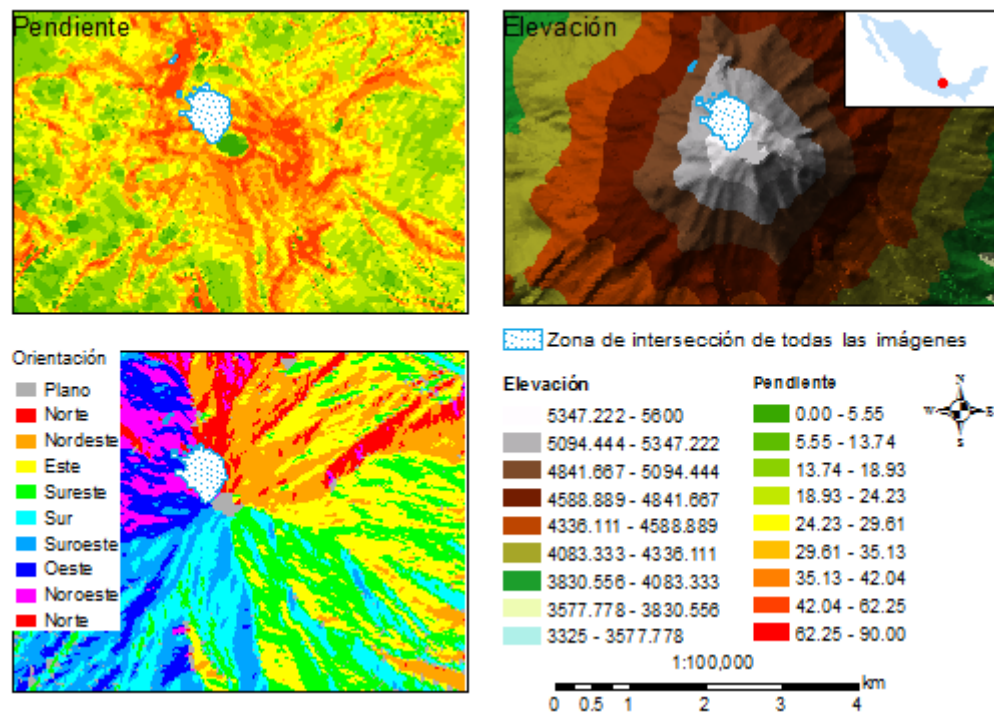 Pendiente
Elevación
Orientación
Plano
Norte
Nordeste
Este
Sureste
Sur
Suroeste
Oeste
Noroeste
Norte
Zona de intersección de todas las imágenes
Elevación
5347.222 - 5600
5094.444 - 5347.222
4841.667 - 5094.444
4588.889 - 4841.667
4336.111 - 4588.889
4083.333 - 4336.111
3830.556 - 4083.333
3577.778 - 3830.556
3325 - 3577.778
Pendiente
0.00 - 5.55
5.55 - 13.74
13.74 - 18.93
18.93 - 24.23
24.23 - 29.61
29.61 - 35.13
35.13 - 42.04
42.04 - 62.25
62.25 - 90.00
N
W E
S
1:100,000
km
0 0.5 1 2 3 4